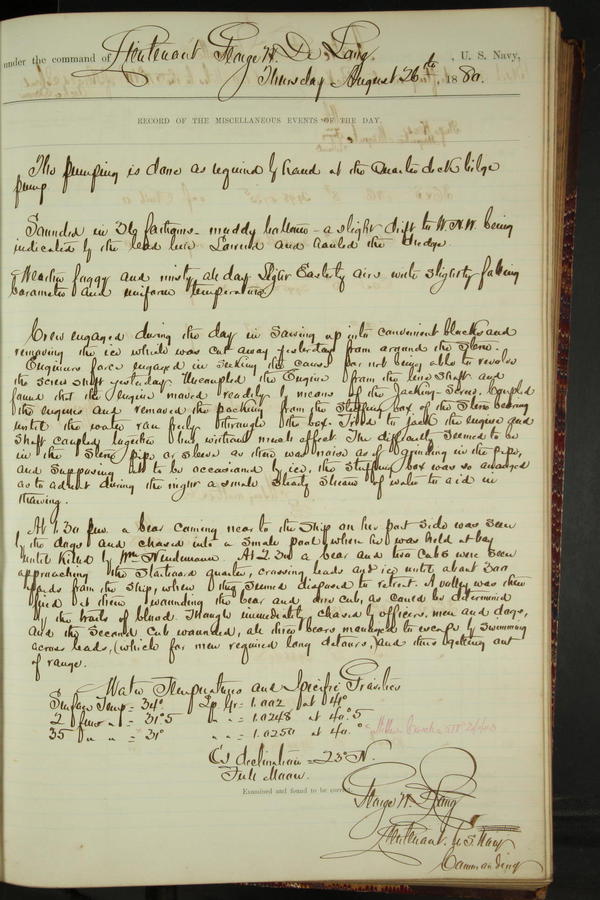 under the command of Lieutenant George W. De Long, U. S. Navy,
Thursday August 26th, 1880.
RECORD OF THE MISCELLANEOUS EVENTS OF THE DAY.
The pumping is done as required by hand at the Quarter deck bilge
pump.
Sounded in 36 fathoms - muddy bottom - a slight drift to W.N.W. being
indicated by the lead line. Lowered and hauled the dredge.
Weather foggy and misty all day. Light Easterly airs with slightly falling
barometer and uniform temperature.
Crew engaged during the day in sawing up into convenient blocks and
removing the ice which was cut away yesterday from around the Stern.
Engineers force engaged in seeking the cause for not being able to revolve
the screw shaft yesterday. Uncoupled the Engine from the line shaft and
found that the engine moved readily by means of the Jacking-Screw. Coupled
the engines and removed the packing from the Stuffing box of the Stern bearing
until the water ran freely through the box. Tried to jack the engine and
shaft coupled together but without much effect. The difficulty seemed to be
in the Stern pipe or sleeve as there was noise as of grinding in the pipe,
and supposing it to be occasioned by ice, the stuffing box was so arranged
as to admit during the night a small steady stream of water to aid in
thawing.
At 1.30 P.M. a bear coming near to the ship on her port side was seen
by the dogs and chased into a small pool where he was held at bay
until killed by Wm. Nindemann. At 2.30 a bear and two cubs were seen
approaching the Starboard quarter, crossing leads and ice until about 300
yards from the ship, when they seemed disposed to retreat. A volley was then
fired at them wounding the bear and one cub, as could be determined
by the trails of blood. Though immediately chased by officers, men and dogs,
and the second cub wounded, all three bears managed to escape by swimming
across leads, (which for men required long detours,) and thus getting out
of range.
Water Temperatures and Specific Gravities
Surface Temp = 34° Sp. Gr = 1.002 at 40°
2 fms " = 31°.5 " " = 1.0248 at 40.°5
35 " " = 31° " " = 1.0250 at 40.°
C's declination = 23° N.
Full Moon.
Examined and found to be correct.
George W. De Long
Lieutenant U.S. Navy
Commanding